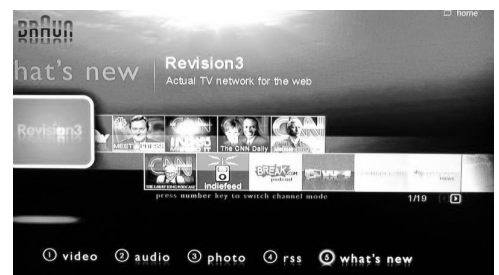 home
BRAUN
hat's new
Revision3
Actual TV network for the web
Revision3
MEET PRESS
The CNN Daily
CNN
Indiefeed
BREAK.com
podcast
press number key to switch channel mode
1/19
① video ② audio ③ photo ④ rss ⑤ what's new